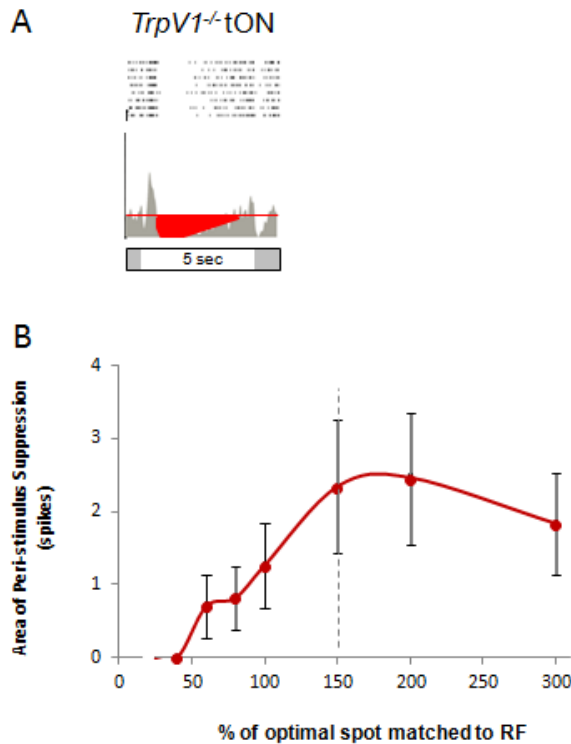 A
TrpV1-/- tON
5 sec
B
Area of Peri-stimulus Suppression
(spikes)
4
3
2
1
0
0 50 100 150 200 250 300
% of optimal spot matched to RF